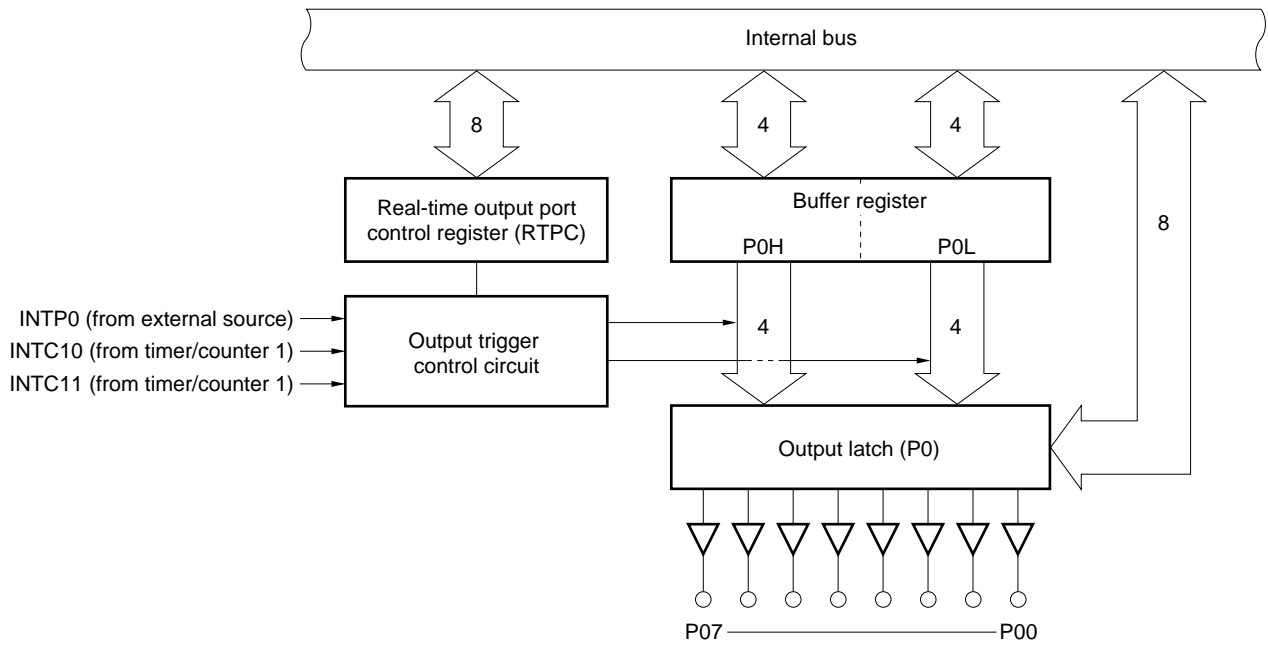 Internal bus
8
4
4
Real-time output port
control register (RTPC)
Buffer register
P0H
P0L
8
INTP0 (from external source)
INTC10 (from timer/counter 1)
INTC11 (from timer/counter 1)
Output trigger
control circuit
4
4
Output latch (P0)
P07
P00